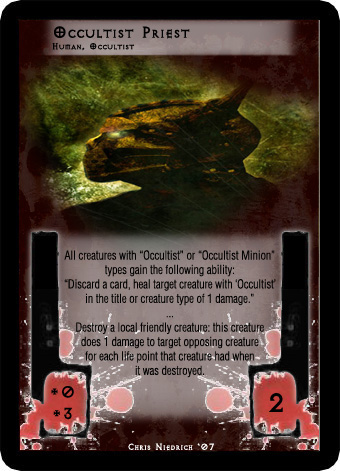 Occultist Priest
Human, Occultist
All creatures with "Occultist" or "Occultist Minion"
types gain the following ability:
"Discard a card, heal target creature with 'Occultist'
in the title or creature type of 1 damage."
...
Destroy a local friendly creature: this creature
does 1 damage to target opposing creature
for each life point that creature had when
it was destroyed.
0
3
2
Chris Niedrich '07